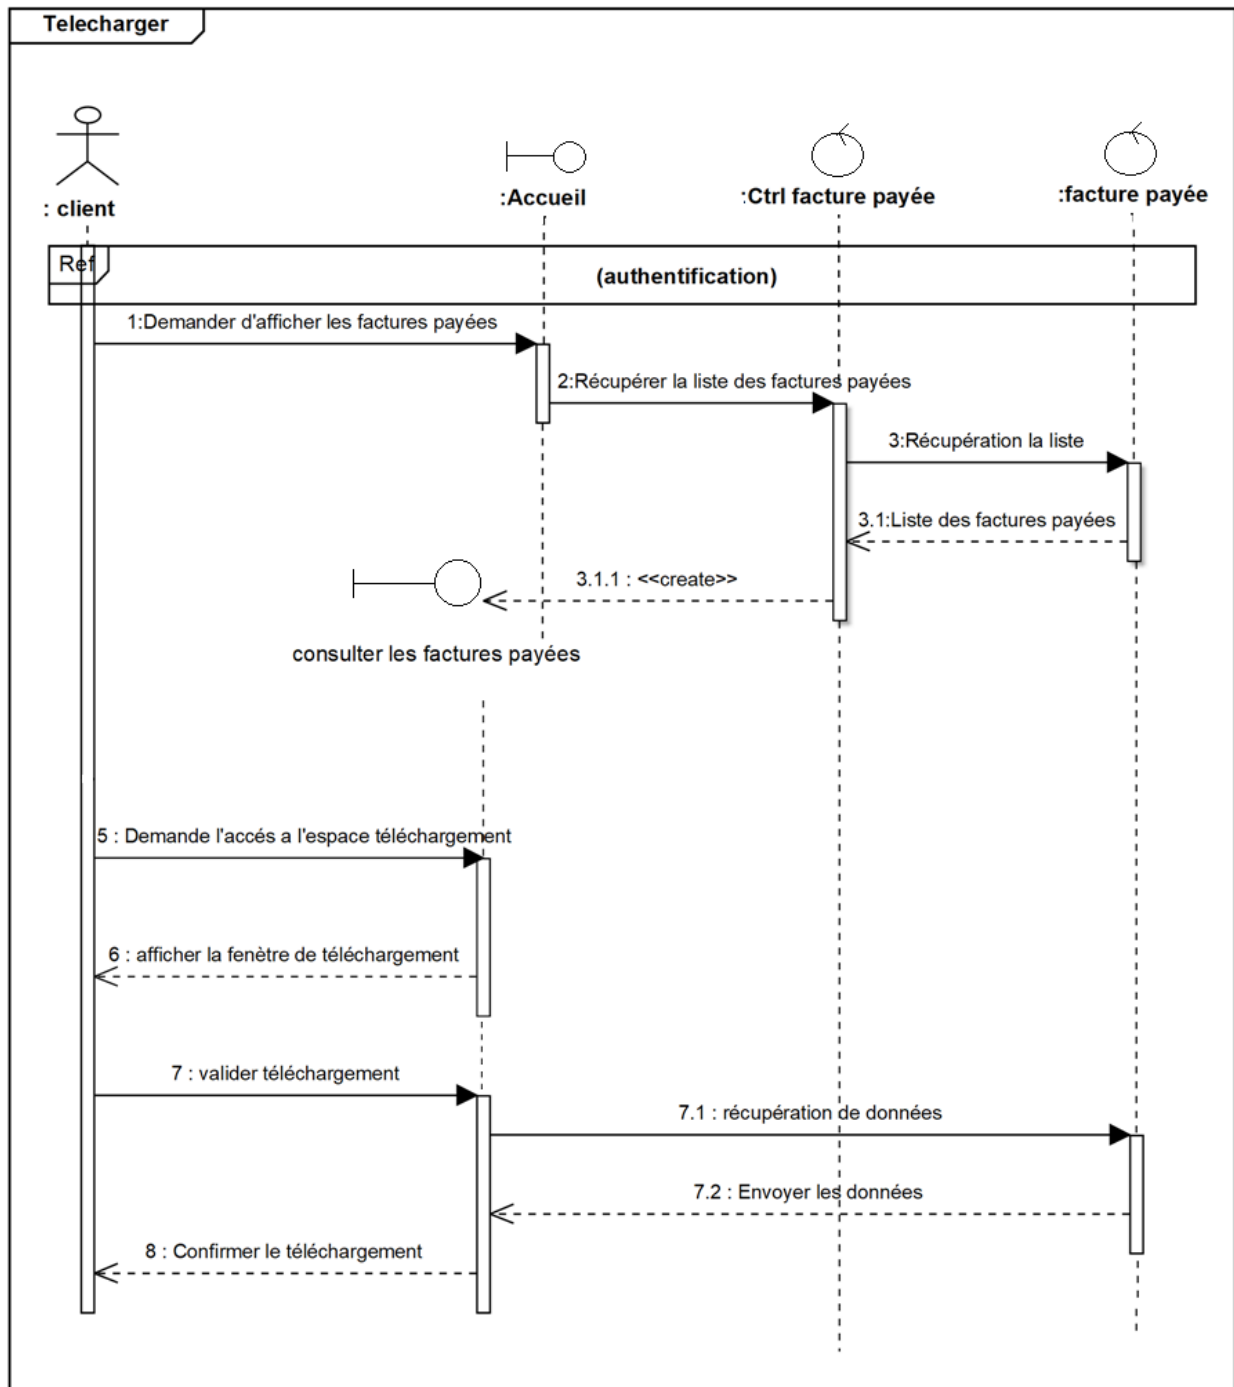 Telecharger
: client
:Accueil
:Ctrl facture payée
:facture payée
Ref
(authentification)
1:Demander d'afficher les factures payées
2:Récupérer la liste des factures payées
3:Récupération la liste
3.1:Liste des factures payées
3.1.1 : <<create>>
consulter les factures payées
5 : Demande l'accés a l'espace téléchargement
6 : afficher la fenètre de téléchargement
7 : valider téléchargement
7.1 : récupération de données
7.2 : Envoyer les données
8 : Confirmer le téléchargement